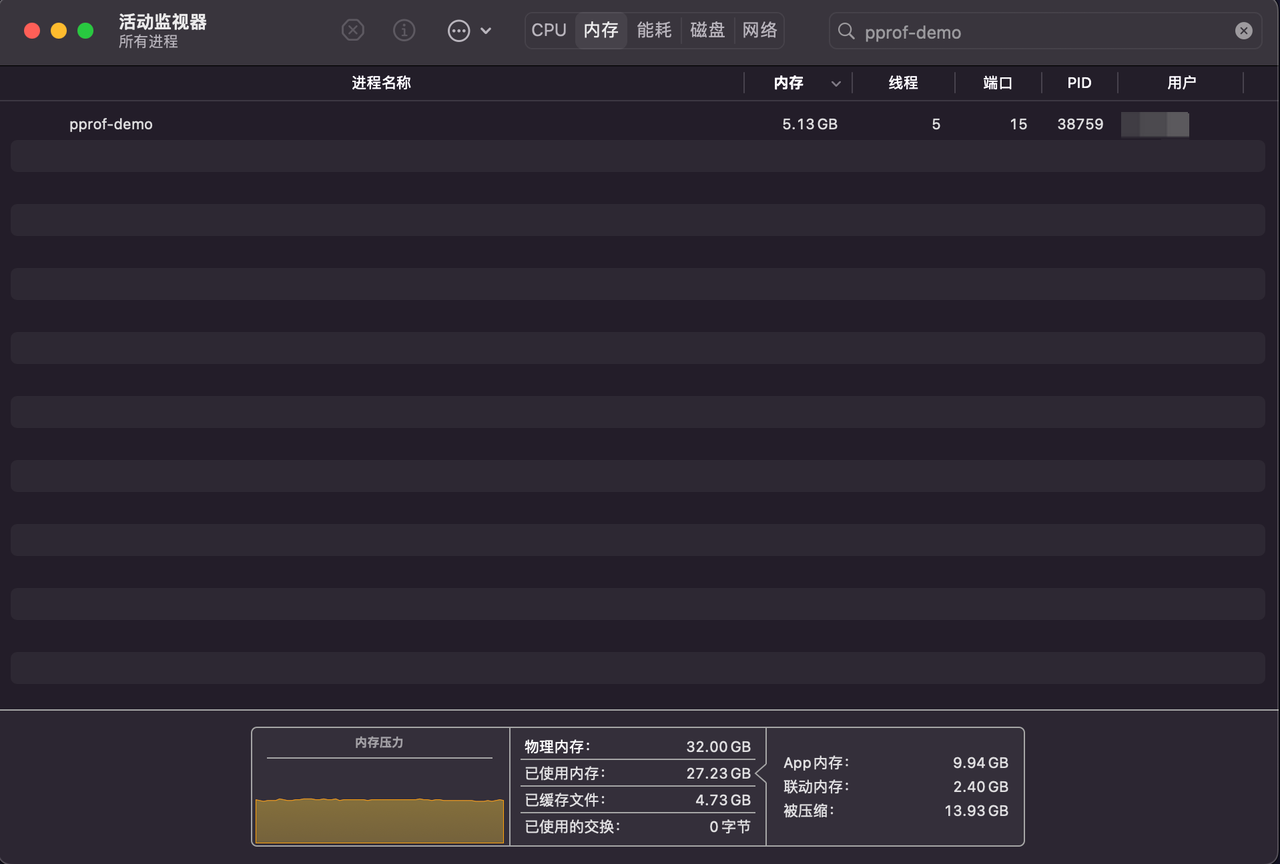 活动监视器
所有进程
CPU 内存 能耗 磁盘 网络
pprof-demo
进程名称 内存 线程 端口 PID 用户
pprof-demo 5.13 GB 5 15 38759
内存压力
物理内存： 32.00 GB
已使用内存： 27.23 GB
已缓存文件： 4.73 GB
已使用的交换： 0 字节
App 内存： 9.94 GB
联动内存： 2.40 GB
被压缩： 13.93 GB